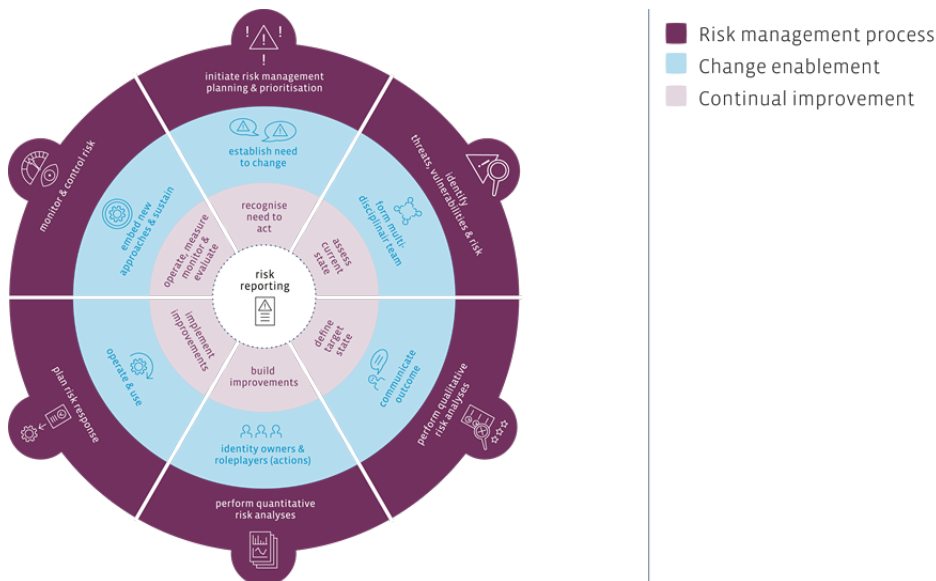 initiate risk management
planning & prioritisation
establish need
to change
recognise
need to
act
identify
threats, vulnerabilities & risk
form multi-
disciplinair team
assess
current
state
perform qualitative
risk analyses
communicate
outcome
define
target
state
perform quantitative
risk analyses
identity owners &
roleplayers (actions)
build
improvements
plan risk response
operate & use
implement
improvements
monitor & control risk
embed new
approaches & sustain
operate, measure
monitor &
evaluate
risk
reporting
Risk management process
Change enablement
Continual improvement